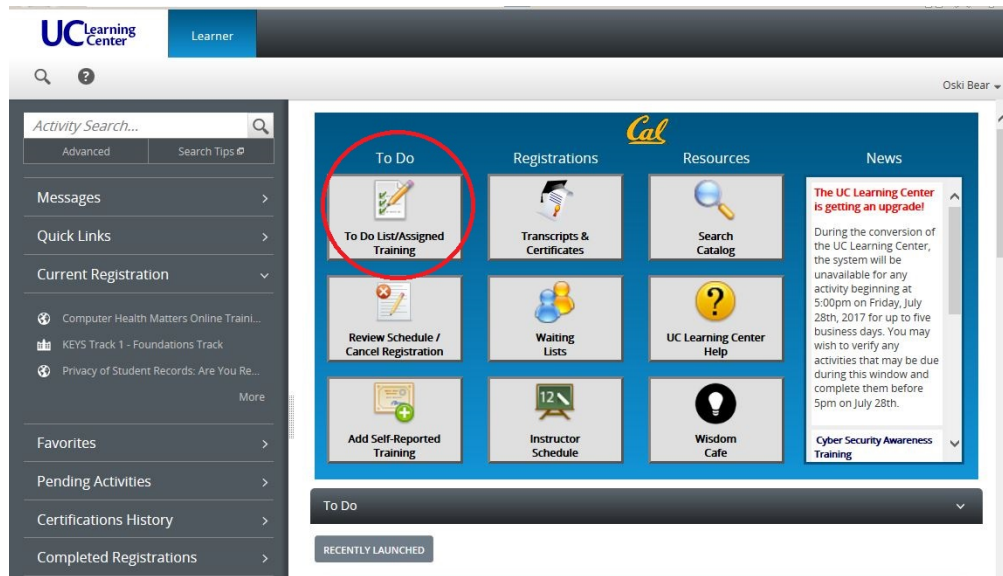 UC Learning
Center
Learner
Oski Bear
Activity Search...
Advanced
Search Tips
Messages
Quick Links
Current Registration
Computer Health Matters Online Traini...
KEYS Track 1 - Foundations Track
Privacy of Student Records: Are You Re...
More
Favorites
Pending Activities
Certifications History
Completed Registrations
Cal
To Do
Registrations
Resources
News
To Do List/Assigned
Training
Transcripts &
Certificates
Search
Catalog
Review Schedule /
Cancel Registration
Waiting
Lists
UC Learning Center
Help
Add Self-Reported
Training
12
Instructor
Schedule
Wisdom
Cafe
The UC Learning Center
is getting an upgrade!
During the conversion of
the UC Learning Center,
the system will be
unavailable for any
activity beginning at
5:00pm on Friday, July
28th, 2017 for up to five
business days. You may
wish to verify any
activities that may be due
during this window and
complete them before
5pm on July 28th.
Cyber Security Awareness
Training
To Do
RECENTLY LAUNCHED